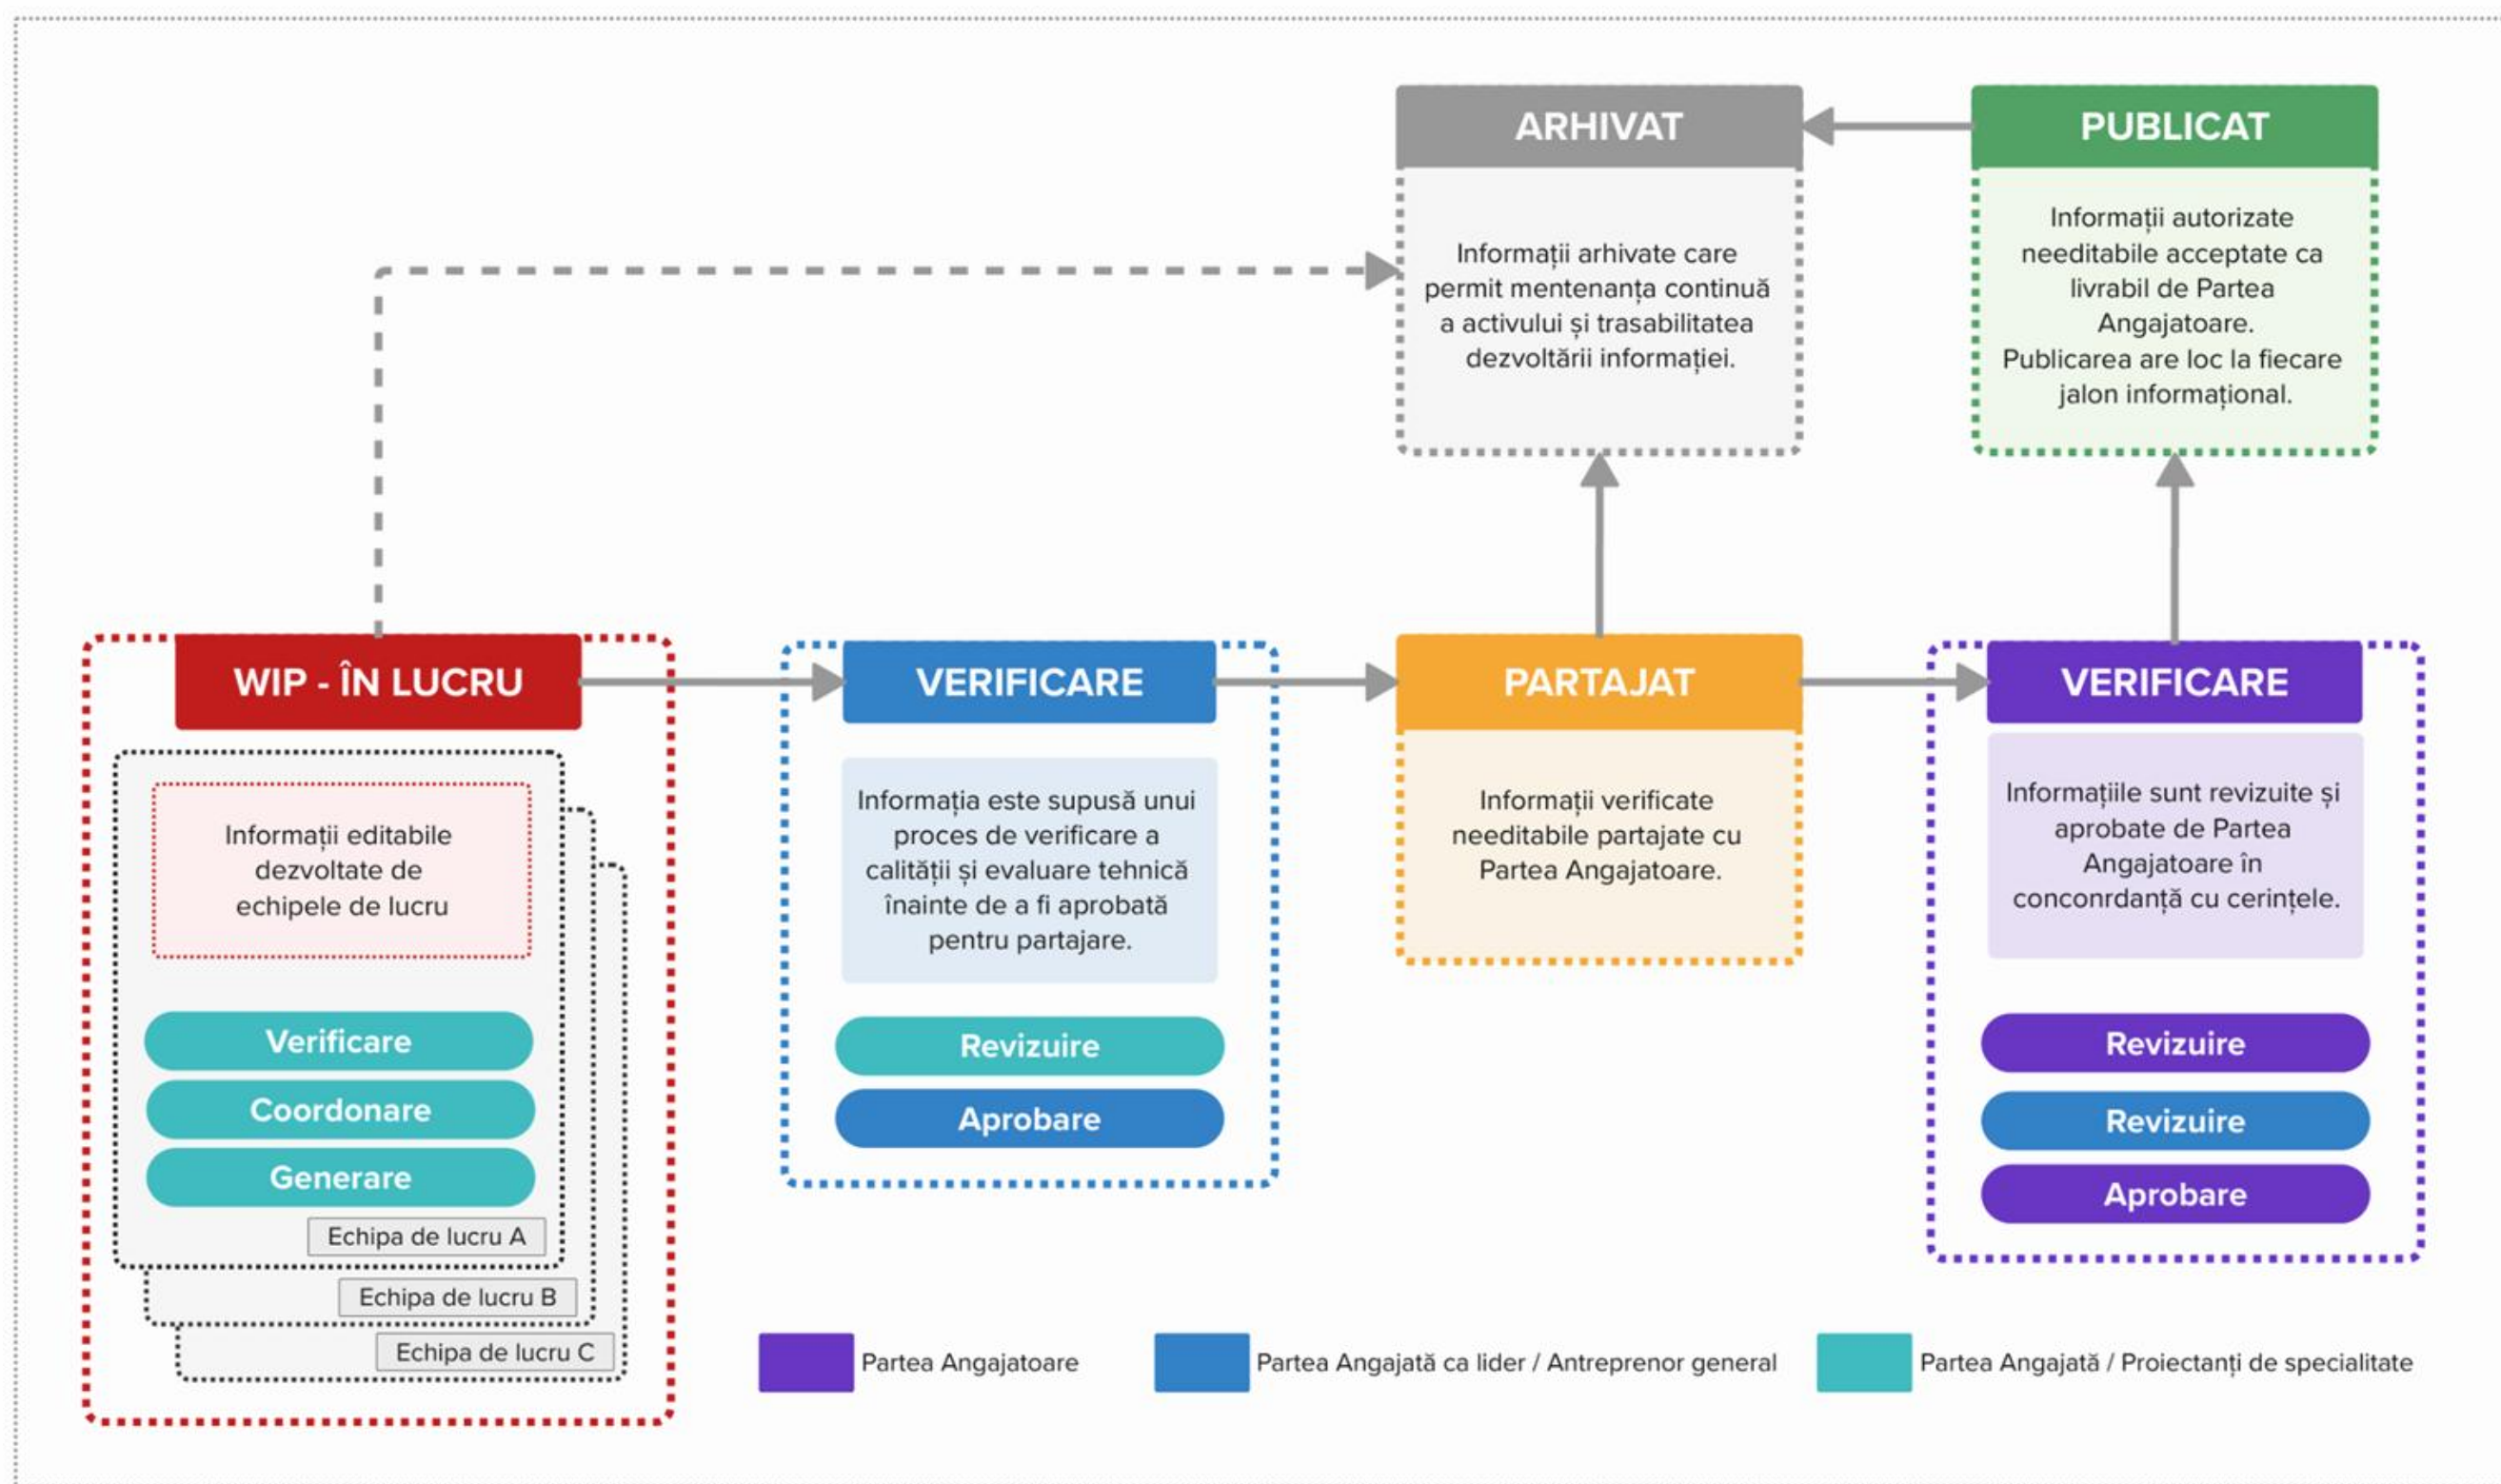 ARHIVAT
Informații arhivate care
permit mentenanța continuă
a activului și trasabilitatea
dezvoltării informației.
PUBLICAT
Informații autorizate
needitabile acceptate ca
livrabil de Partea
Angajatoare.
Publicarea are loc la fiecare
jalon informațional.
WIP - ÎN LUCRU
Informații editabile
dezvoltate de
echipele de lucru
Verificare
Coordonare
Generare
Echipa de lucru A
Echipa de lucru B
Echipa de lucru C
VERIFICARE
Informația este supusă unui
proces de verificare a
calității și evaluare tehnică
înainte de a fi aprobată
pentru partajare.
Revizuire
Aprobare
PARTAJAT
Informații verificate
needitabile partajate cu
Partea Angajatoare.
VERIFICARE
Informațiile sunt revizuite și
aprobate de Partea
Angajatoare în
conconrdanță cu cerințele.
Revizuire
Revizuire
Aprobare
Partea Angajatoare
Partea Angajată ca lider / Antreprenor general
Partea Angajată / Proiectanți de specialitate